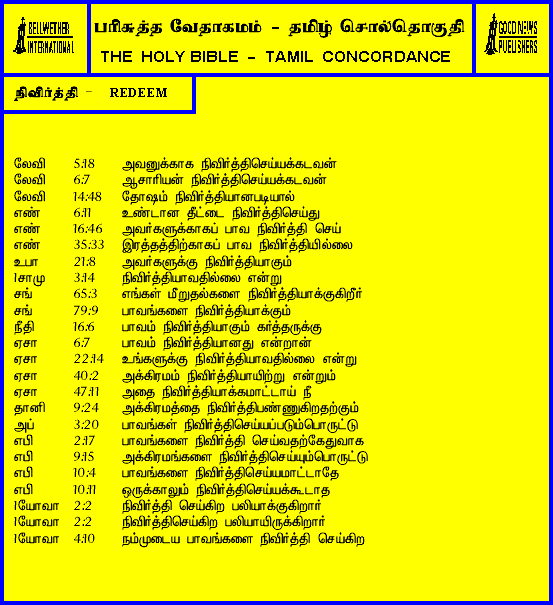 BELLWETHER INTERNATIONAL
பரிசுத்த வேதாகமம் - தமிழ் சொல்தொகுதி
THE HOLY BIBLE - TAMIL CONCORDANCE
GOOD NEWS PUBLISHERS
நிவிர்த்தி - REDEEM
லேவி 5:18 அவனுக்காக நிவிர்த்திசெய்யக்கடவன்
லேவி 6:7 ஆசாரியன் நிவிர்த்திசெய்யக்கடவன்
லேவி 14:48 தோஷம் நிவிர்த்தியானபடியால்
எண் 6:11 உண்டான தீட்டை நிவிர்த்திசெய்து
எண் 16:46 அவர்களுக்காகப் பாவ நிவிர்த்தி செய்
எண் 35:33 இரத்தத்திற்காகப் பாவ நிவிர்த்தியில்லை
உபா 21:8 அவர்களுக்கு நிவிர்த்தியாகும்
1சாமு 3:14 நிவிர்த்தியாவதில்லை என்று
சங் 65:3 எங்கள் மீறுதல்களை நிவிர்த்தியாக்குகிறீர்
சங் 79:9 பாவங்களை நிவிர்த்தியாக்கும்
நீதி 16:6 பாவம் நிவிர்த்தியாகும் கர்த்தருக்கு
ஏசா 6:7 பாவம் நிவிர்த்தியானது என்றான்
ஏசா 22:14 உங்களுக்கு நிவிர்த்தியாவதில்லை என்று
ஏசா 40:2 அக்கிரமம் நிவிர்த்தியாயிற்று என்றும்
ஏசா 47:11 அதை நிவிர்த்தியாக்கமாட்டாய் நீ
தானி 9:24 அக்கிரமத்தை நிவிர்த்திபண்ணுகிறதற்கும்
அப் 3:20 பாவங்கள் நிவிர்த்திசெய்யப்படும்பொருட்டு
எபி 2:17 பாவங்களை நிவிர்த்தி செய்வதற்கேதுவாக
எபி 9:15 அக்கிரமங்களை நிவிர்த்திசெய்யும்பொருட்டு
எபி 10:4 பாவங்களை நிவிர்த்திசெய்யமாட்டாதே
எபி 10:11 ஒருக்காலும் நிவிர்த்திசெய்யக்கூடாத
1யோவா 2:2 நிவிர்த்தி செய்கிற பலியாக்குகிறார்
1யோவா 2:2 நிவிர்த்திசெய்கிற பலியாயிருக்கிறார்
1யோவா 4:10 நம்முடைய பாவங்களை நிவிர்த்தி செய்கிற